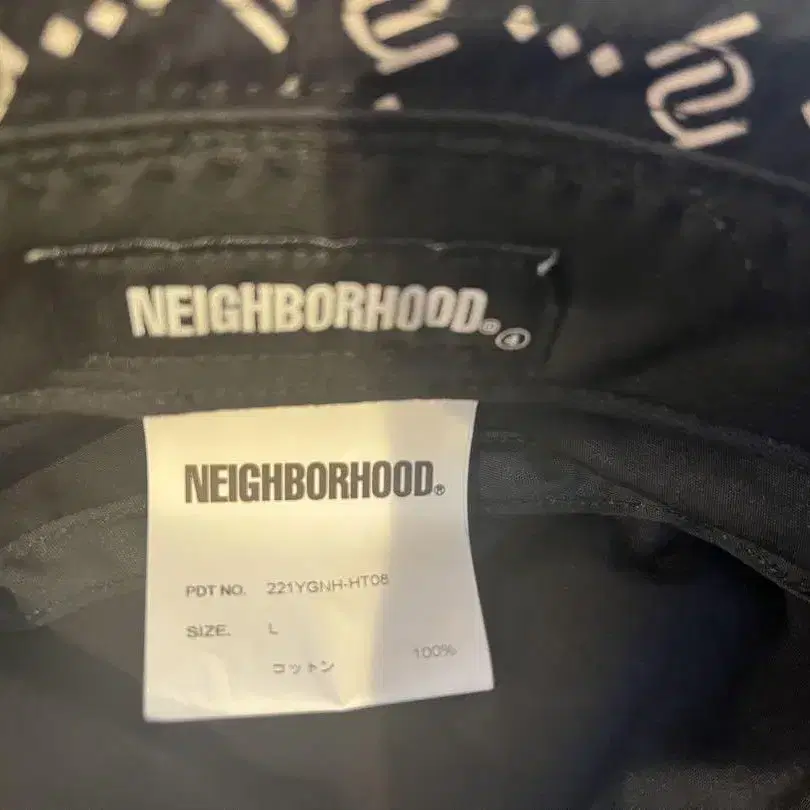 NEIGHBORHOOD®
NEIGHBORHOOD®
PDT NO. 221YGNH-HT08
SIZE. L
コットン 100%